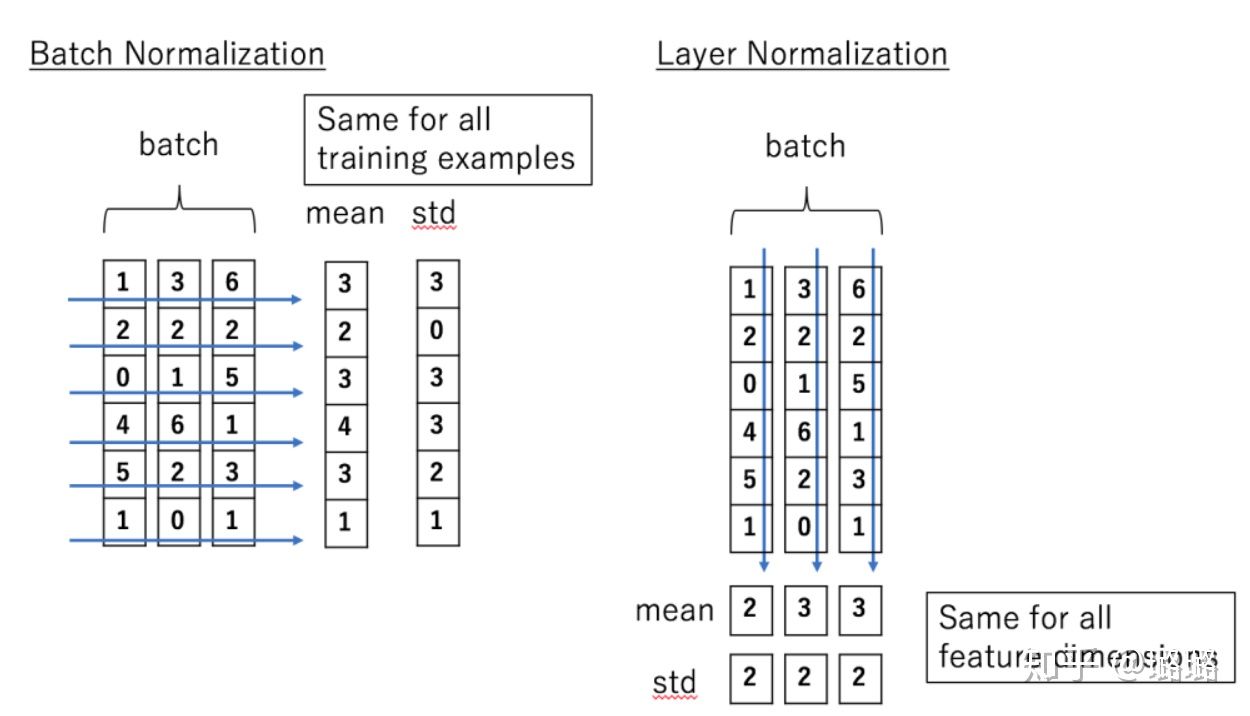 Batch Normalization
Same for all
training examples
batch
mean std
1 3 6 3 3
2 2 2 2 0
0 1 5 3 3
4 6 1 4 3
5 2 3 3 2
1 0 1 1 1
Layer Normalization
batch
1 3 6
2 2 2
0 1 5
4 6 1
5 2 3
1 0 1
mean 2 3 3
std 2 2 2
Same for all
feature dimensions
知乎 @璐璐